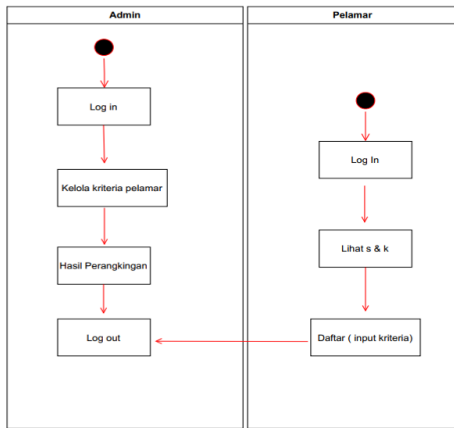 Admin
Pelamar
Log in
Kelola kriteria pelamar
Hasil Perangkingan
Log out
Log In
Lihat s & k
Daftar ( input kriteria)